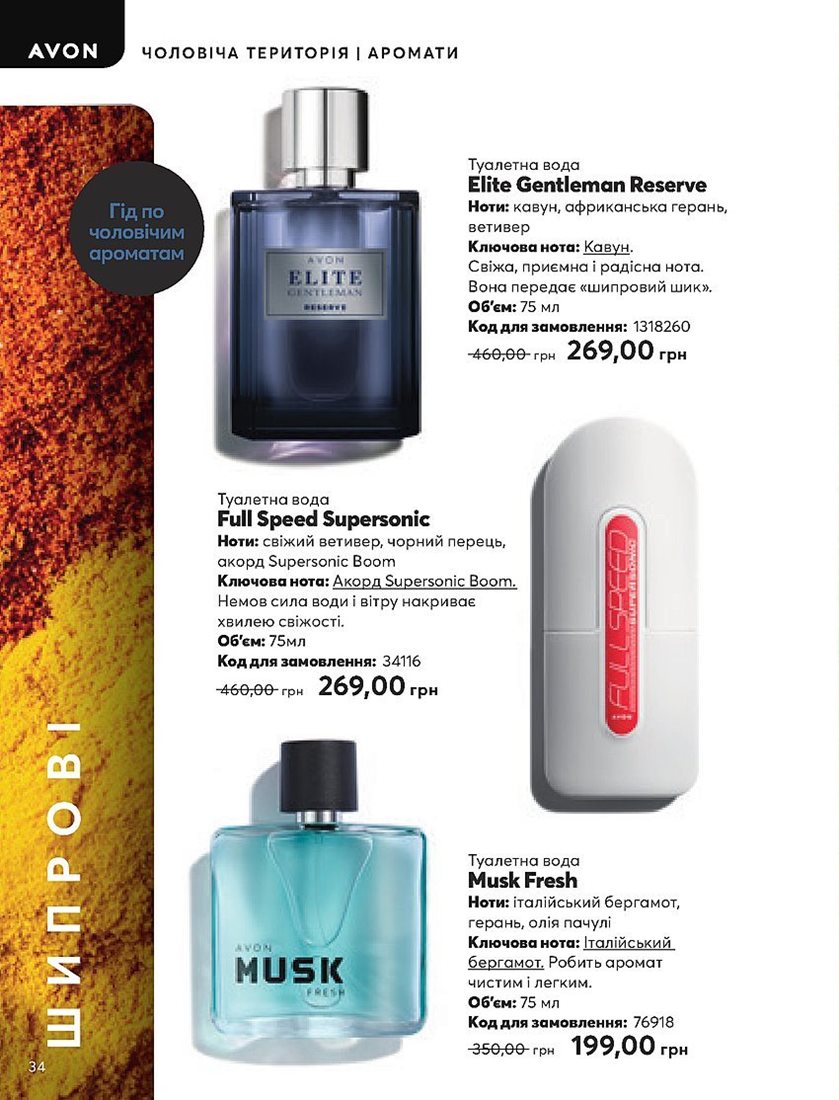 AVON
ЧОЛОВІЧА ТЕРИТОРІЯ | АРОМАТИ
Гід по
чоловічим
ароматам
AVON
ELITE
GENTLEMAN
RESERVE
Туалетна вода
Elite Gentleman Reserve
Ноти: кавун, африканська герань,
ветивер
Ключова нота: Кавун.
Свіжа, приємна і радісна нота.
Вона передає «шипровий шик».
Об'єм: 75 мл
Код для замовлення: 1318260
460,00 грн 269,00 грн
Туалетна вода
Full Speed Supersonic
Ноти: свіжий ветивер, чорний перець,
акорд Supersonic Boom
Ключова нота: Акорд Supersonic Boom.
Немов сила води і вітру накриває
хвилею свіжості.
Об'єм: 75мл
Код для замовлення: 34116
460,00 грн 269,00 грн
FULL SPEED
SUPERSONIC
AVON
ШИПРОВІ
AVON
MUSK
FRESH
Туалетна вода
Musk Fresh
Ноти: італійський бергамот,
герань, олія пачулі
Ключова нота: Італійський
бергамот. Робить аромат
чистим і легким.
Об'єм: 75 мл
Код для замовлення: 76918
350,00 грн 199,00 грн
34